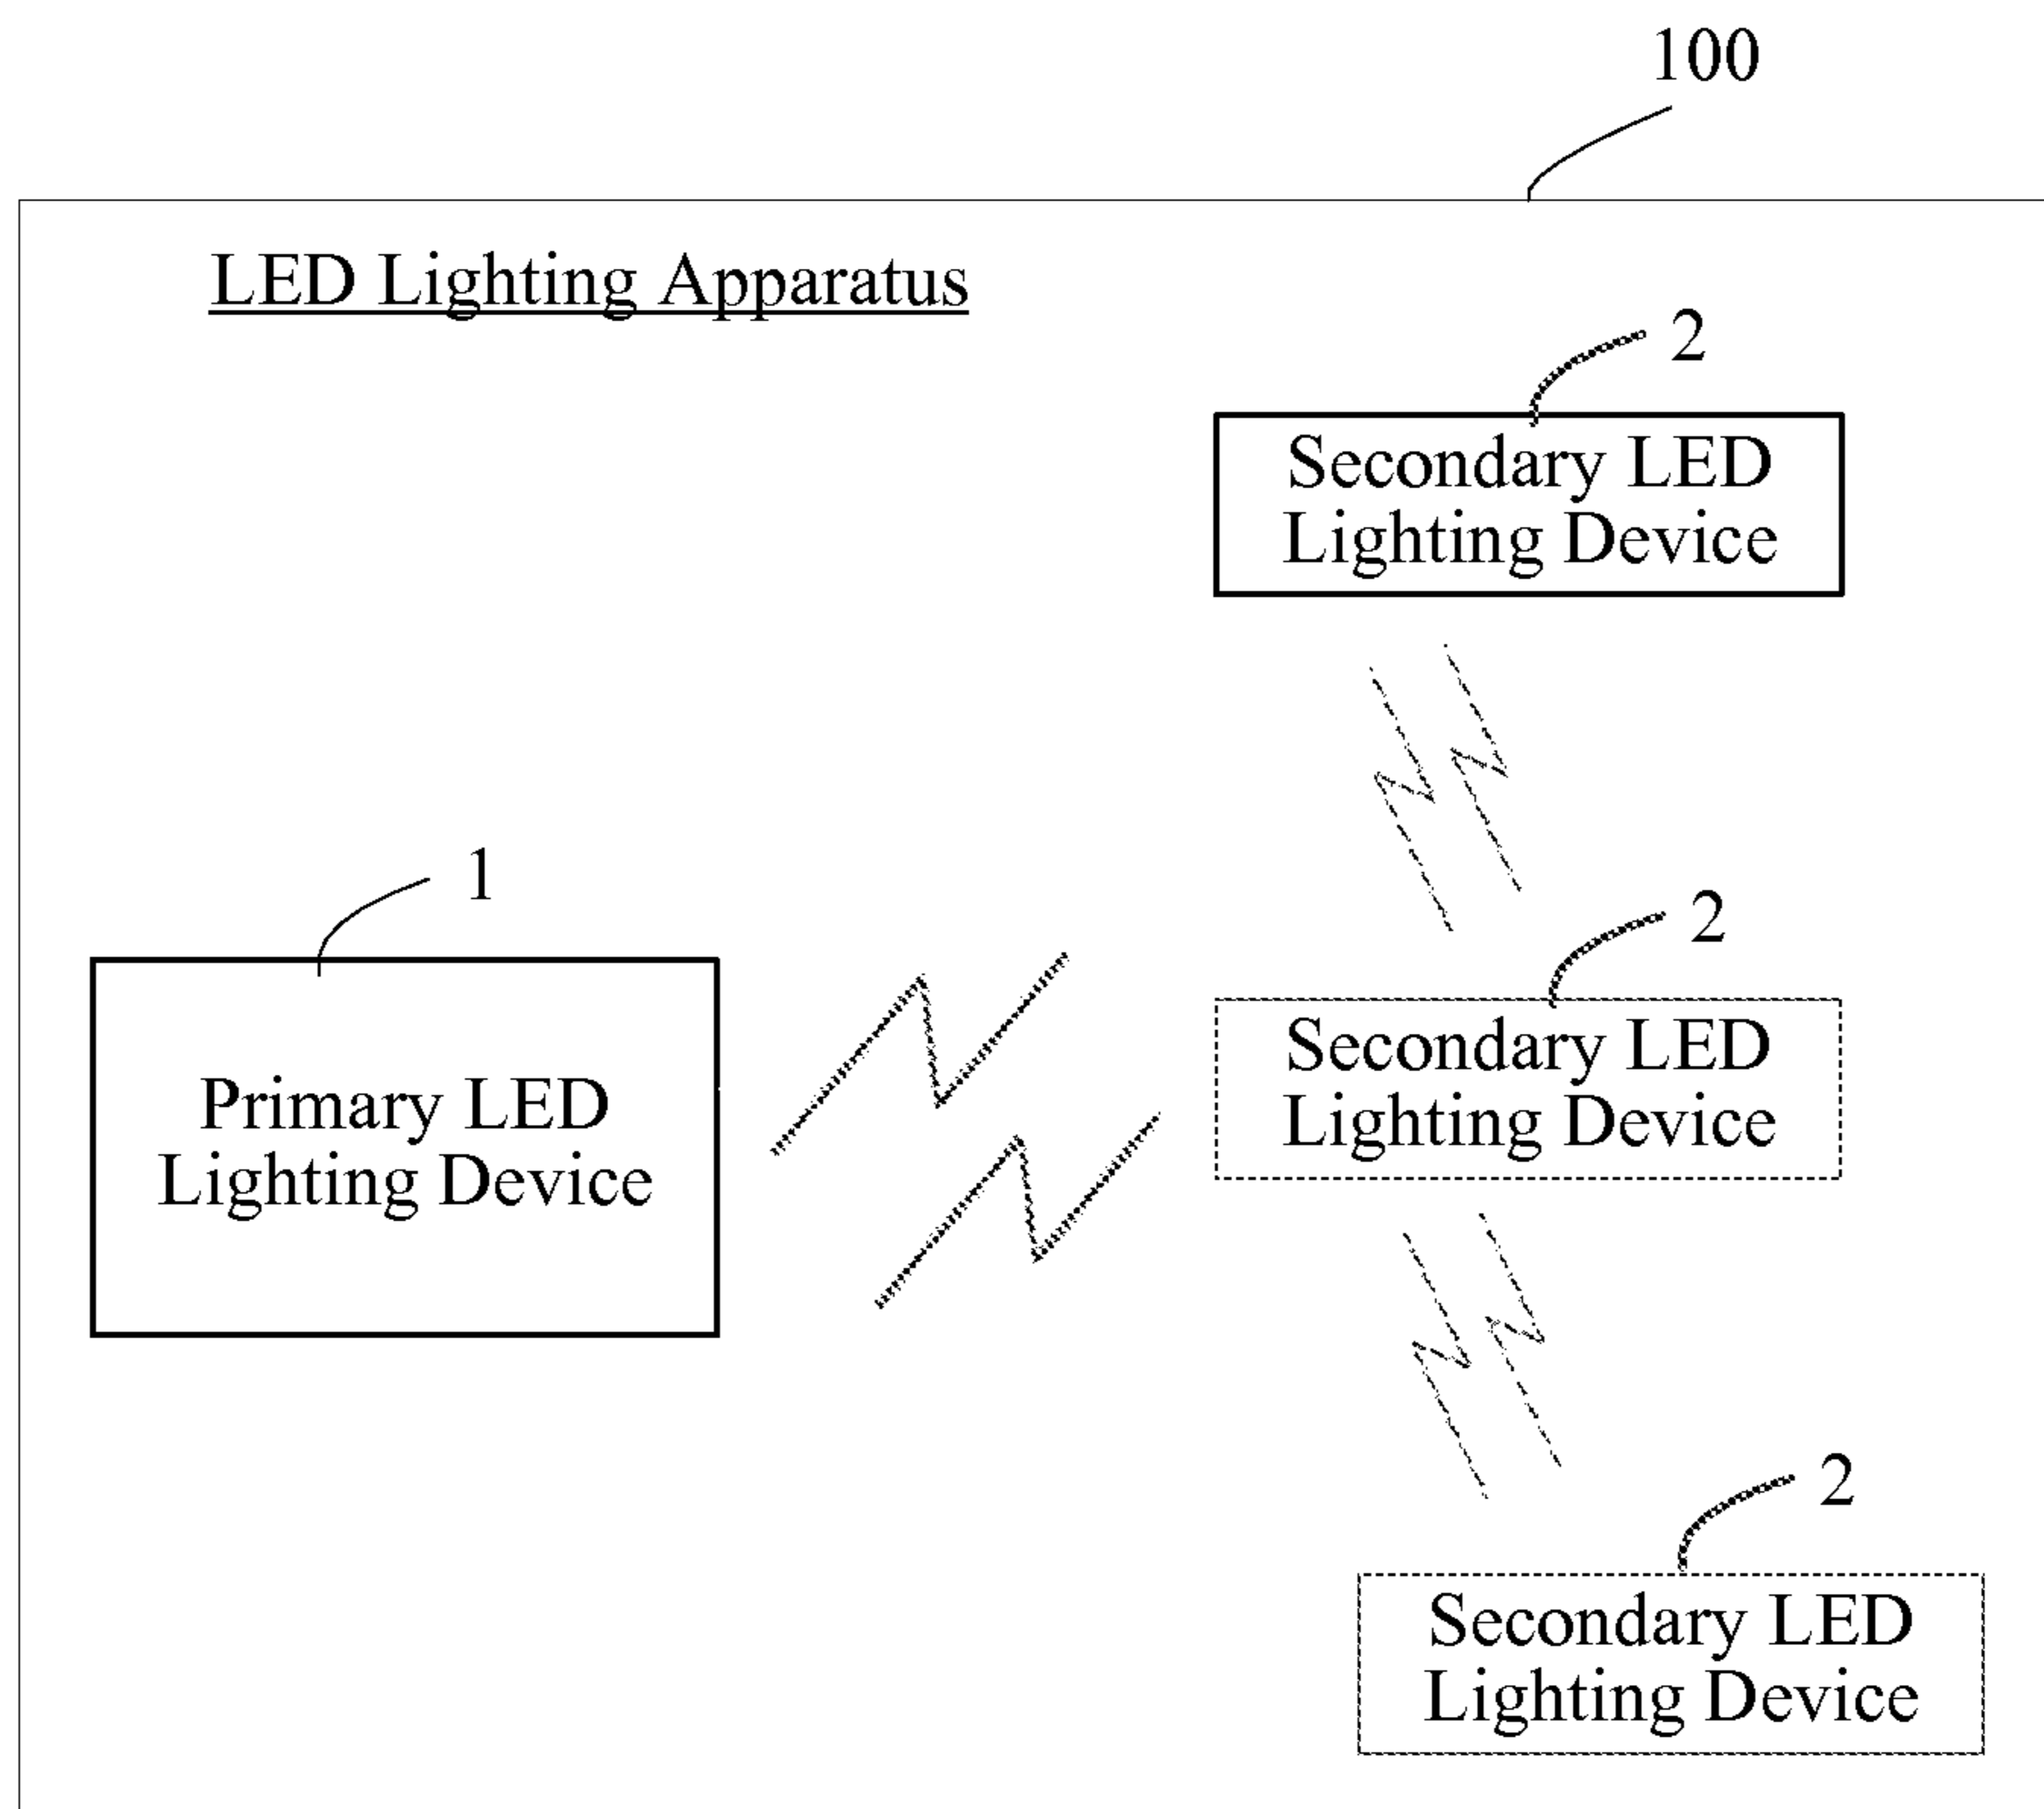 100
LED Lighting Apparatus
2
Secondary LED
Lighting Device
1
2
Primary LED
Lighting Device
Secondary LED
Lighting Device
2
Secondary LED
Lighting Device